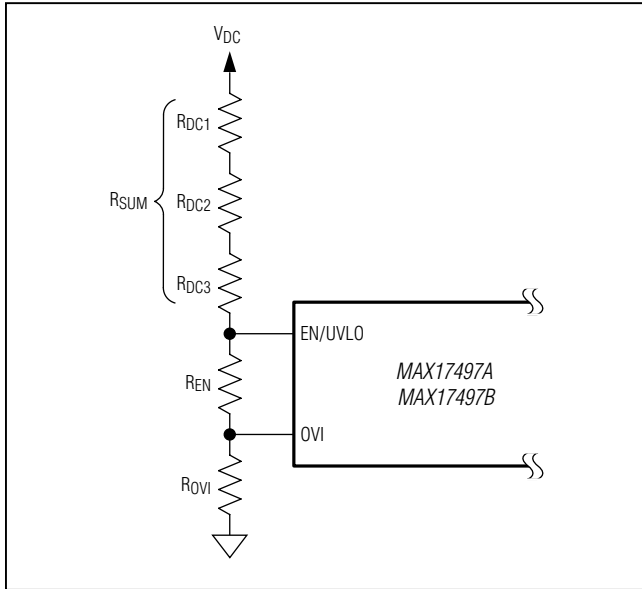 VDC
RDC1
RDC2
RSUM
RDC3
EN/UVLO
MAX17497A
MAX17497B
REN
OVI
ROVI